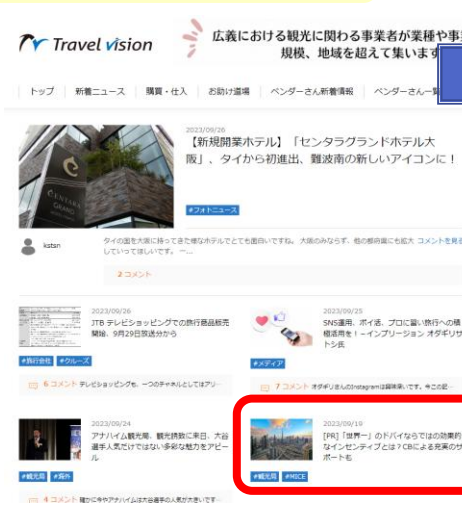 Travel vision
広義における観光に関わる事業者が業種や事業
規模、地域を超えて集います
トップ
新着ニュース
購買・仕入
お助け道場
ベンダーさん新着情報
ベンダーさん一覧
2023/09/26
【新規開業ホテル】「センタラグランドホテル大
阪」、タイから初進出、難波南の新しいアイコンに！
#フォトニュース
CENTARA
GRAND
kstsn
タイの国を大阪に持ってきた様なホテルでとても面白いですね。 大阪のみならず、他の都府県にも拡大 コメントを見る
していってほしいです。 ー...
2 コメント
2023/09/26
JTB テレビショッピングでの旅行商品販売
開始、9月29日放送分から
#旅行会社 #クルーズ
6 コメント テレビショッピングも、一つのチャネルとしてはアリ…
2023/09/25
SNS運用、ポイ活、プロに習い旅行への積
極活用を！－インプリージョン オダギリサ
トシ氏
#メディア
7 コメント オダギリさんのInstagramは興味深いです。今この記…
2023/09/24
アナハイム観光局、観光誘致に来日、大谷
選手人気だけではない多彩な魅力をアピー
ル
#観光局 #海外
4 コメント 確かに今やアナハイムは大谷選手の人気が大きいです…
2023/09/19
[PR]「世界一」のドバイならではの効果的
なインセンティブとは？CBによる充実のサ
ポートも
#観光局 #MICE